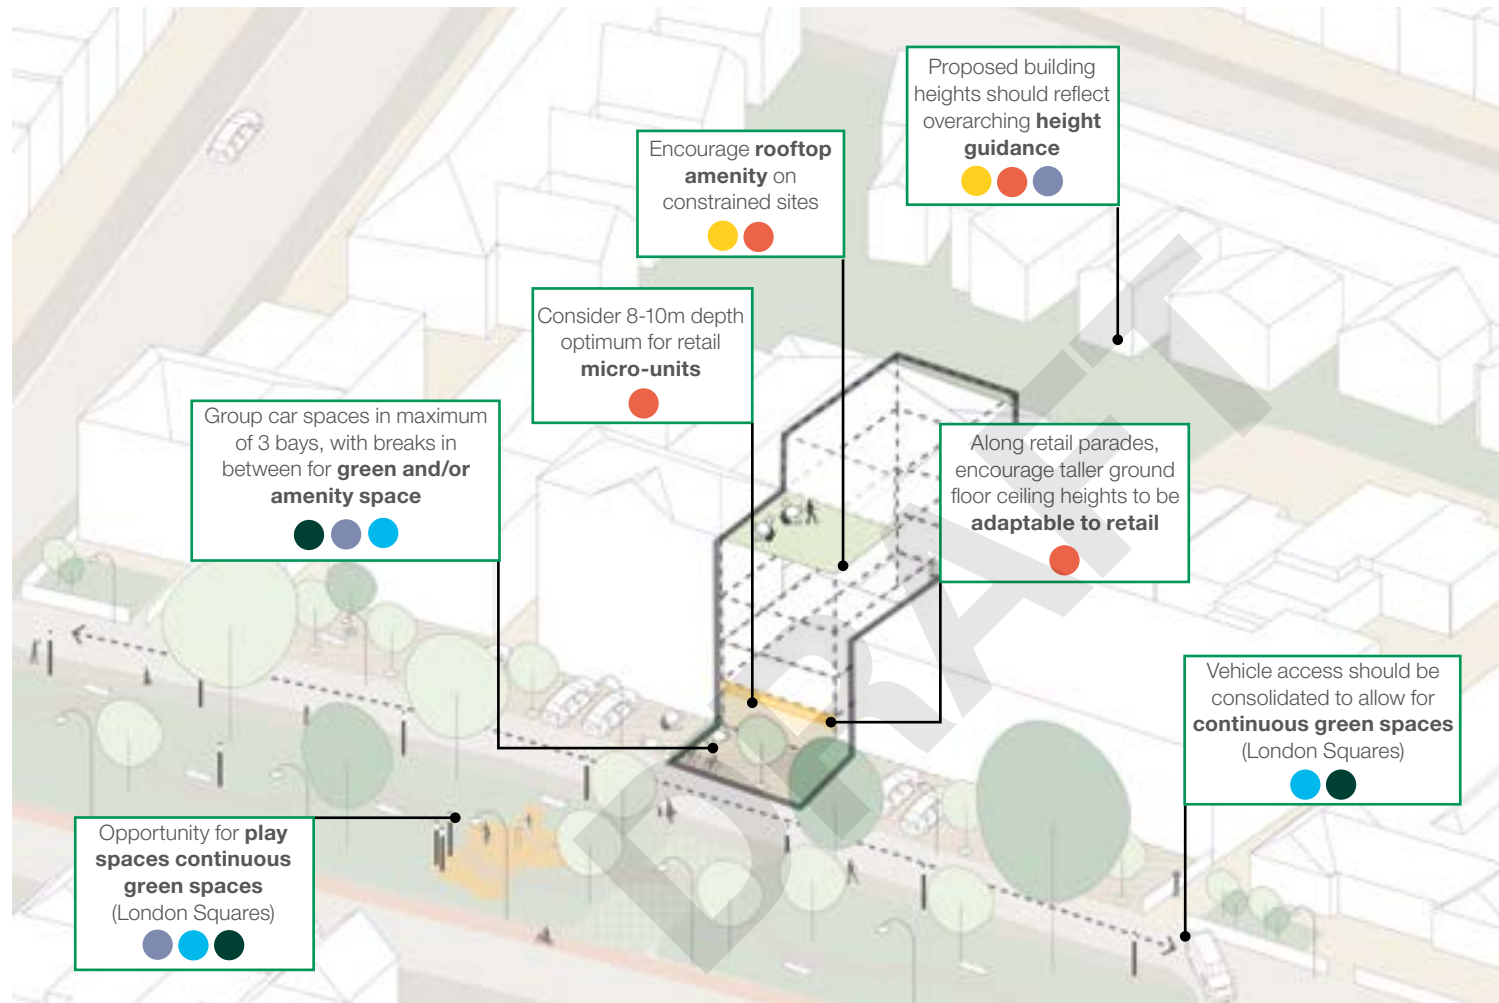 Proposed building
heights should reflect
overarching height
guidance
Encourage rooftop
amenity on
constrained sites
Consider 8-10m depth
optimum for retail
micro-units
Group car spaces in maximum
of 3 bays, with breaks in
between for green and/or
amenity space
Along retail parades,
encourage taller ground
floor ceiling heights to be
adaptable to retail
Vehicle access should be
consolidated to allow for
continuous green spaces
(London Squares)
Opportunity for play
spaces continuous
green spaces
(London Squares)
DRAFT